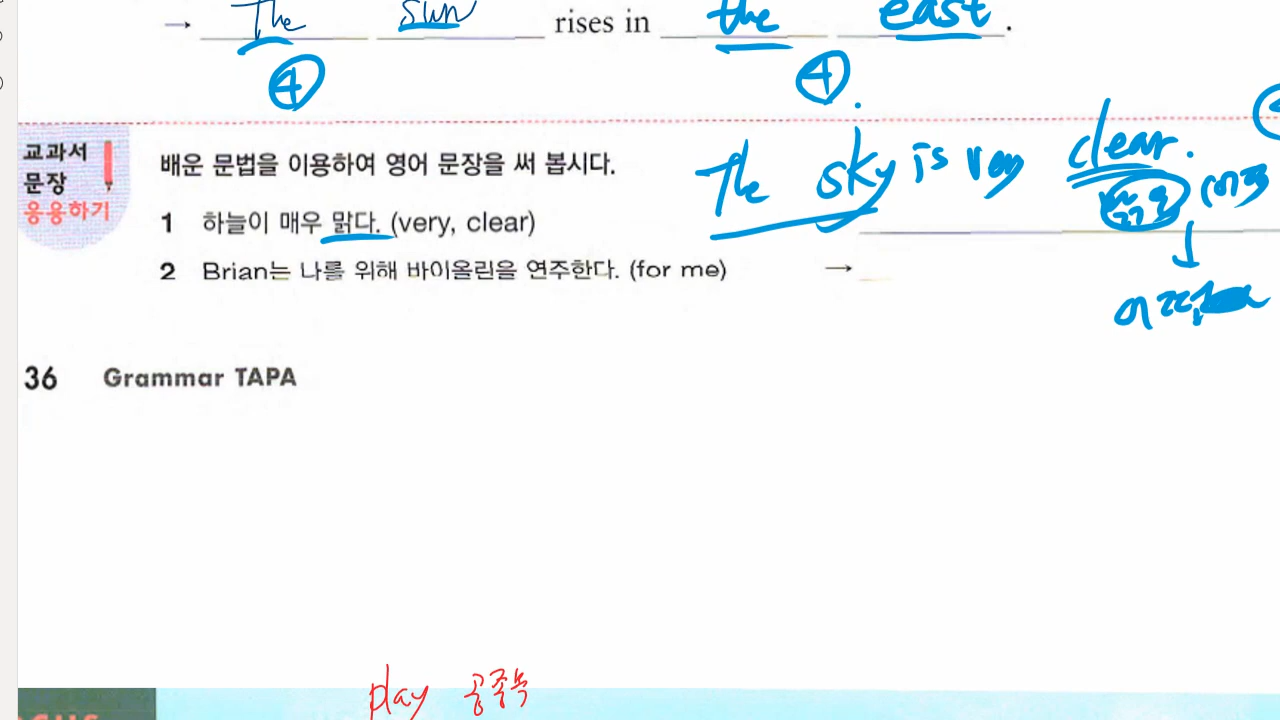 → The sun rises in the east.
④ ④
교과서
문장
응용하기
배운 문법을 이용하여 영어 문장을 써 봅시다.
The sky is very clear.
맑은
1 하늘이 매우 맑다. (very, clear)
2 Brian는 나를 위해 바이올린을 연주한다. (for me) →
36 Grammar TAPA
play